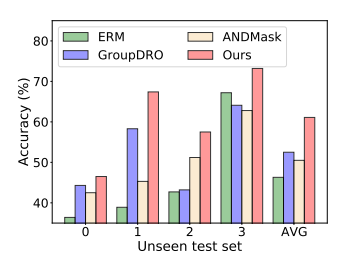 ERM
GroupDRO
ANDMask
Ours
Accuracy (%)
80
70
60
50
40
0 1 2 3 AVG
Unseen test set